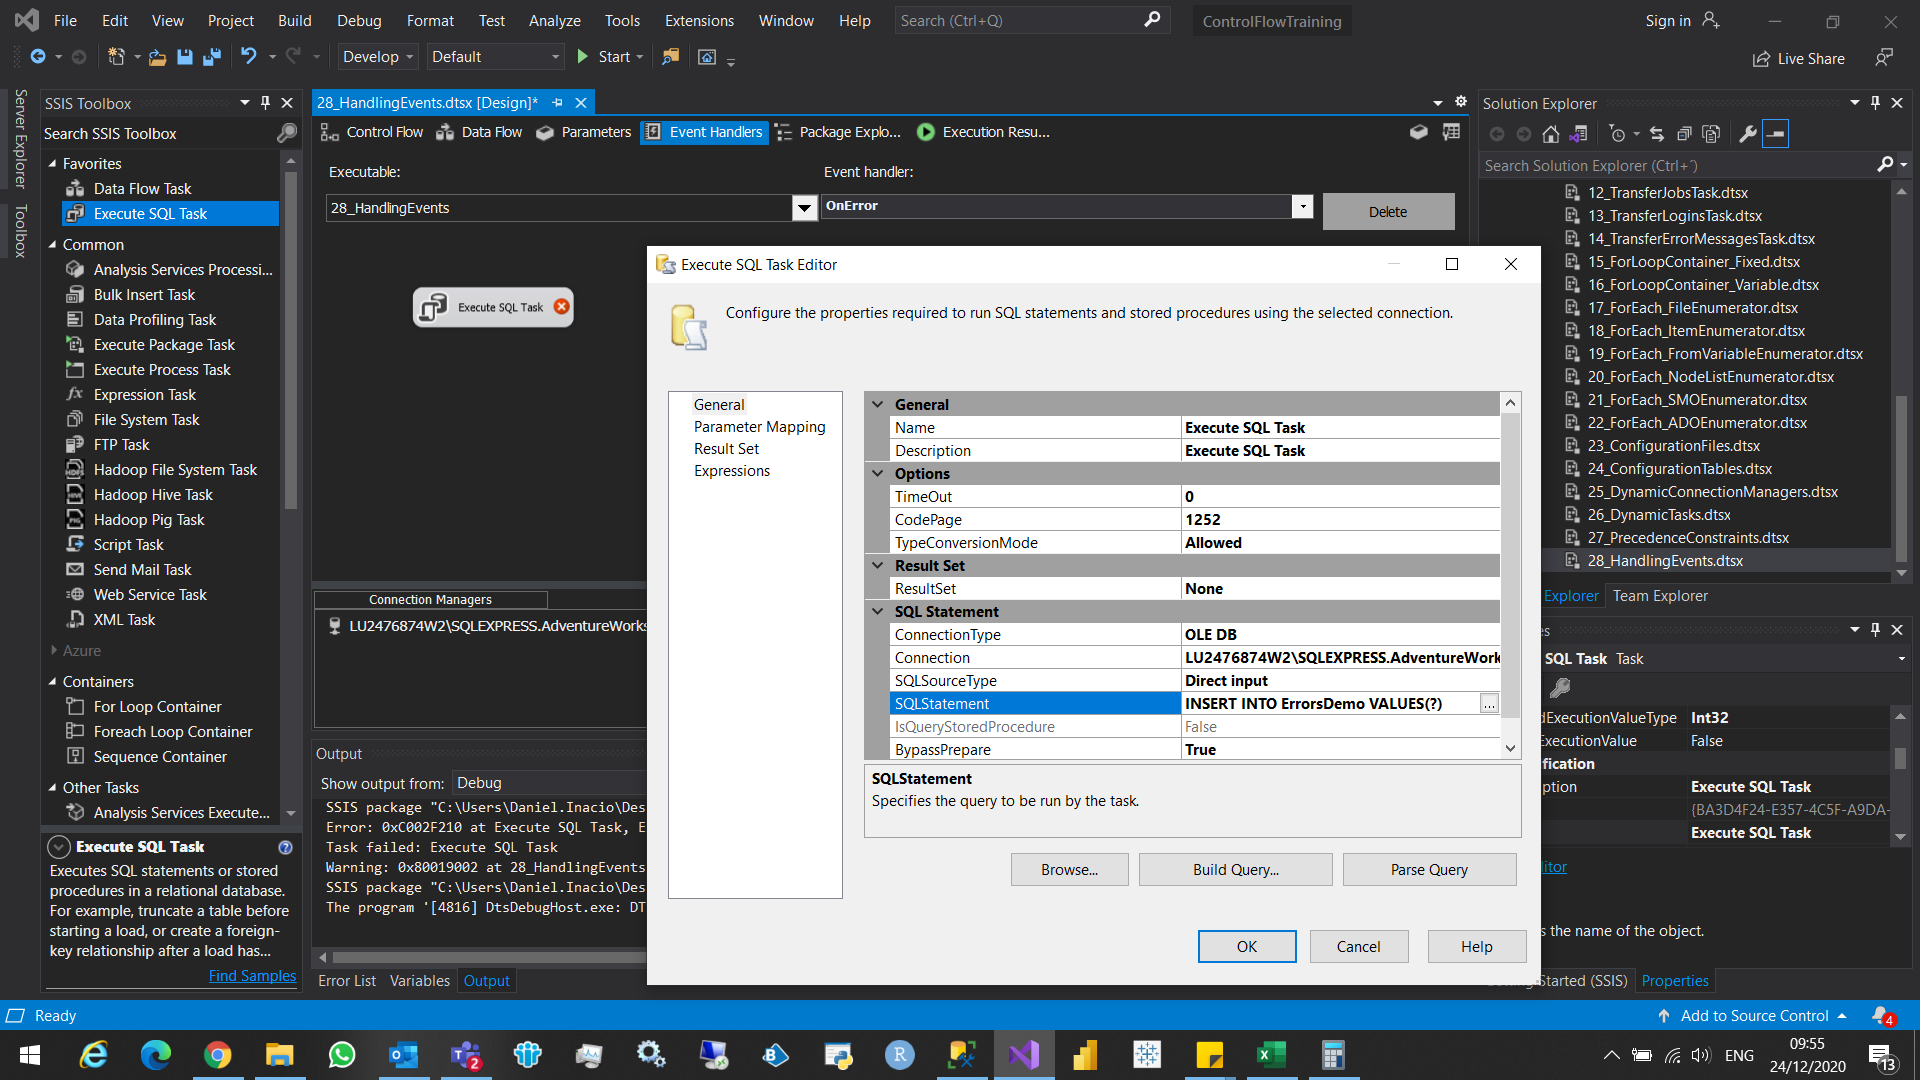 File Edit View Project Build Debug Format Test Analyze Tools Extensions Window Help Search (Ctrl+Q) ControlFlowTraining Sign in
Develop Default Start Live Share
Server Explorer
Toolbox
SSIS Toolbox
Search SSIS Toolbox
Favorites
Data Flow Task
Execute SQL Task
Common
Analysis Services Processi...
Bulk Insert Task
Data Profiling Task
Execute Package Task
Execute Process Task
Expression Task
File System Task
FTP Task
Hadoop File System Task
Hadoop Hive Task
Hadoop Pig Task
Script Task
Send Mail Task
Web Service Task
XML Task
Azure
Containers
For Loop Container
Foreach Loop Container
Sequence Container
Other Tasks
Analysis Services Execute...
Execute SQL Task
Executes SQL statements or stored
procedures in a relational database.
For example, truncate a table before
starting a load, or create a foreign-
key relationship after a load has...
Find Samples
28_HandlingEvents.dtsx [Design]*
Control Flow Data Flow Parameters Event Handlers Package Explo... Execution Resu...
Executable: Event handler:
28_HandlingEvents OnError Delete
Execute SQL Task
Connection Managers
LU2476874W2\SQLEXPRESS.AdventureWorks
Output
Show output from: Debug
SSIS package "C:\Users\Daniel.Inacio\Des
Error: 0xC002F210 at Execute SQL Task, E
Task failed: Execute SQL Task
Warning: 0x80019002 at 28_HandlingEvents
SSIS package "C:\Users\Daniel.Inacio\Des
The program '[4816] DtsDebugHost.exe: DT
Error List Variables Output
Execute SQL Task Editor
Configure the properties required to run SQL statements and stored procedures using the selected connection.
General
Parameter Mapping
Result Set
Expressions
General
Name Execute SQL Task
Description Execute SQL Task
Options
TimeOut 0
CodePage 1252
TypeConversionMode Allowed
Result Set
ResultSet None
SQL Statement
ConnectionType OLE DB
Connection LU2476874W2\SQLEXPRESS.AdventureWork
SQLSourceType Direct input
SQLStatement INSERT INTO ErrorsDemo VALUES(?) ...
IsQueryStoredProcedure False
BypassPrepare True
SQLStatement
Specifies the query to be run by the task.
Browse... Build Query... Parse Query
OK Cancel Help
Solution Explorer
Search Solution Explorer (Ctrl+´)
12_TransferJobsTask.dtsx
13_TransferLoginsTask.dtsx
14_TransferErrorMessagesTask.dtsx
15_ForLoopContainer_Fixed.dtsx
16_ForLoopContainer_Variable.dtsx
17_ForEach_FileEnumerator.dtsx
18_ForEach_ItemEnumerator.dtsx
19_ForEach_FromVariableEnumerator.dtsx
20_ForEach_NodeListEnumerator.dtsx
21_ForEach_SMOEnumerator.dtsx
22_ForEach_ADOEnumerator.dtsx
23_ConfigurationFiles.dtsx
24_ConfigurationTables.dtsx
25_DynamicConnectionManagers.dtsx
26_DynamicTasks.dtsx
27_PrecedenceConstraints.dtsx
28_HandlingEvents.dtsx
Explorer Team Explorer
es
SQL Task Task
dExecutionValueType Int32
ExecutionValue False
ification
ption Execute SQL Task
{BA3D4F24-E357-4C5F-A9DA-
Execute SQL Task
itor
s the name of the object.
Started (SSIS) Properties
Ready Add to Source Control 4
2 ENG 09:55
24/12/2020 13